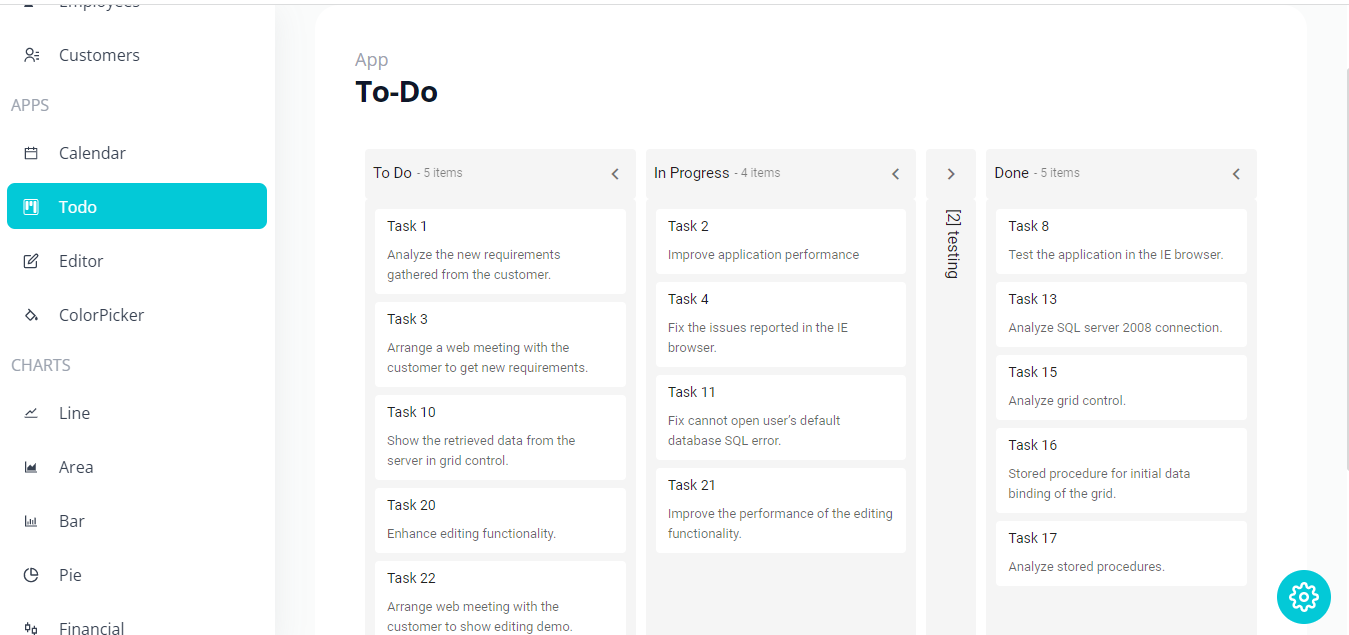 Employees
Customers
APPS
Calendar
Todo
Editor
ColorPicker
CHARTS
Line
Area
Bar
Pie
Financial
App
To-Do
To Do - 5 items
Task 1
Analyze the new requirements
gathered from the customer.
Task 3
Arrange a web meeting with the
customer to get new requirements.
Task 10
Show the retrieved data from the
server in grid control.
Task 20
Enhance editing functionality.
Task 22
Arrange web meeting with the
customer to show editing demo.
In Progress - 4 items
Task 2
Improve application performance
Task 4
Fix the issues reported in the IE
browser.
Task 11
Fix cannot open user's default
database SQL error.
Task 21
Improve the performance of the editing
functionality.
[2] testing
Done - 5 items
Task 8
Test the application in the IE browser.
Task 13
Analyze SQL server 2008 connection.
Task 15
Analyze grid control.
Task 16
Stored procedure for initial data
binding of the grid.
Task 17
Analyze stored procedures.